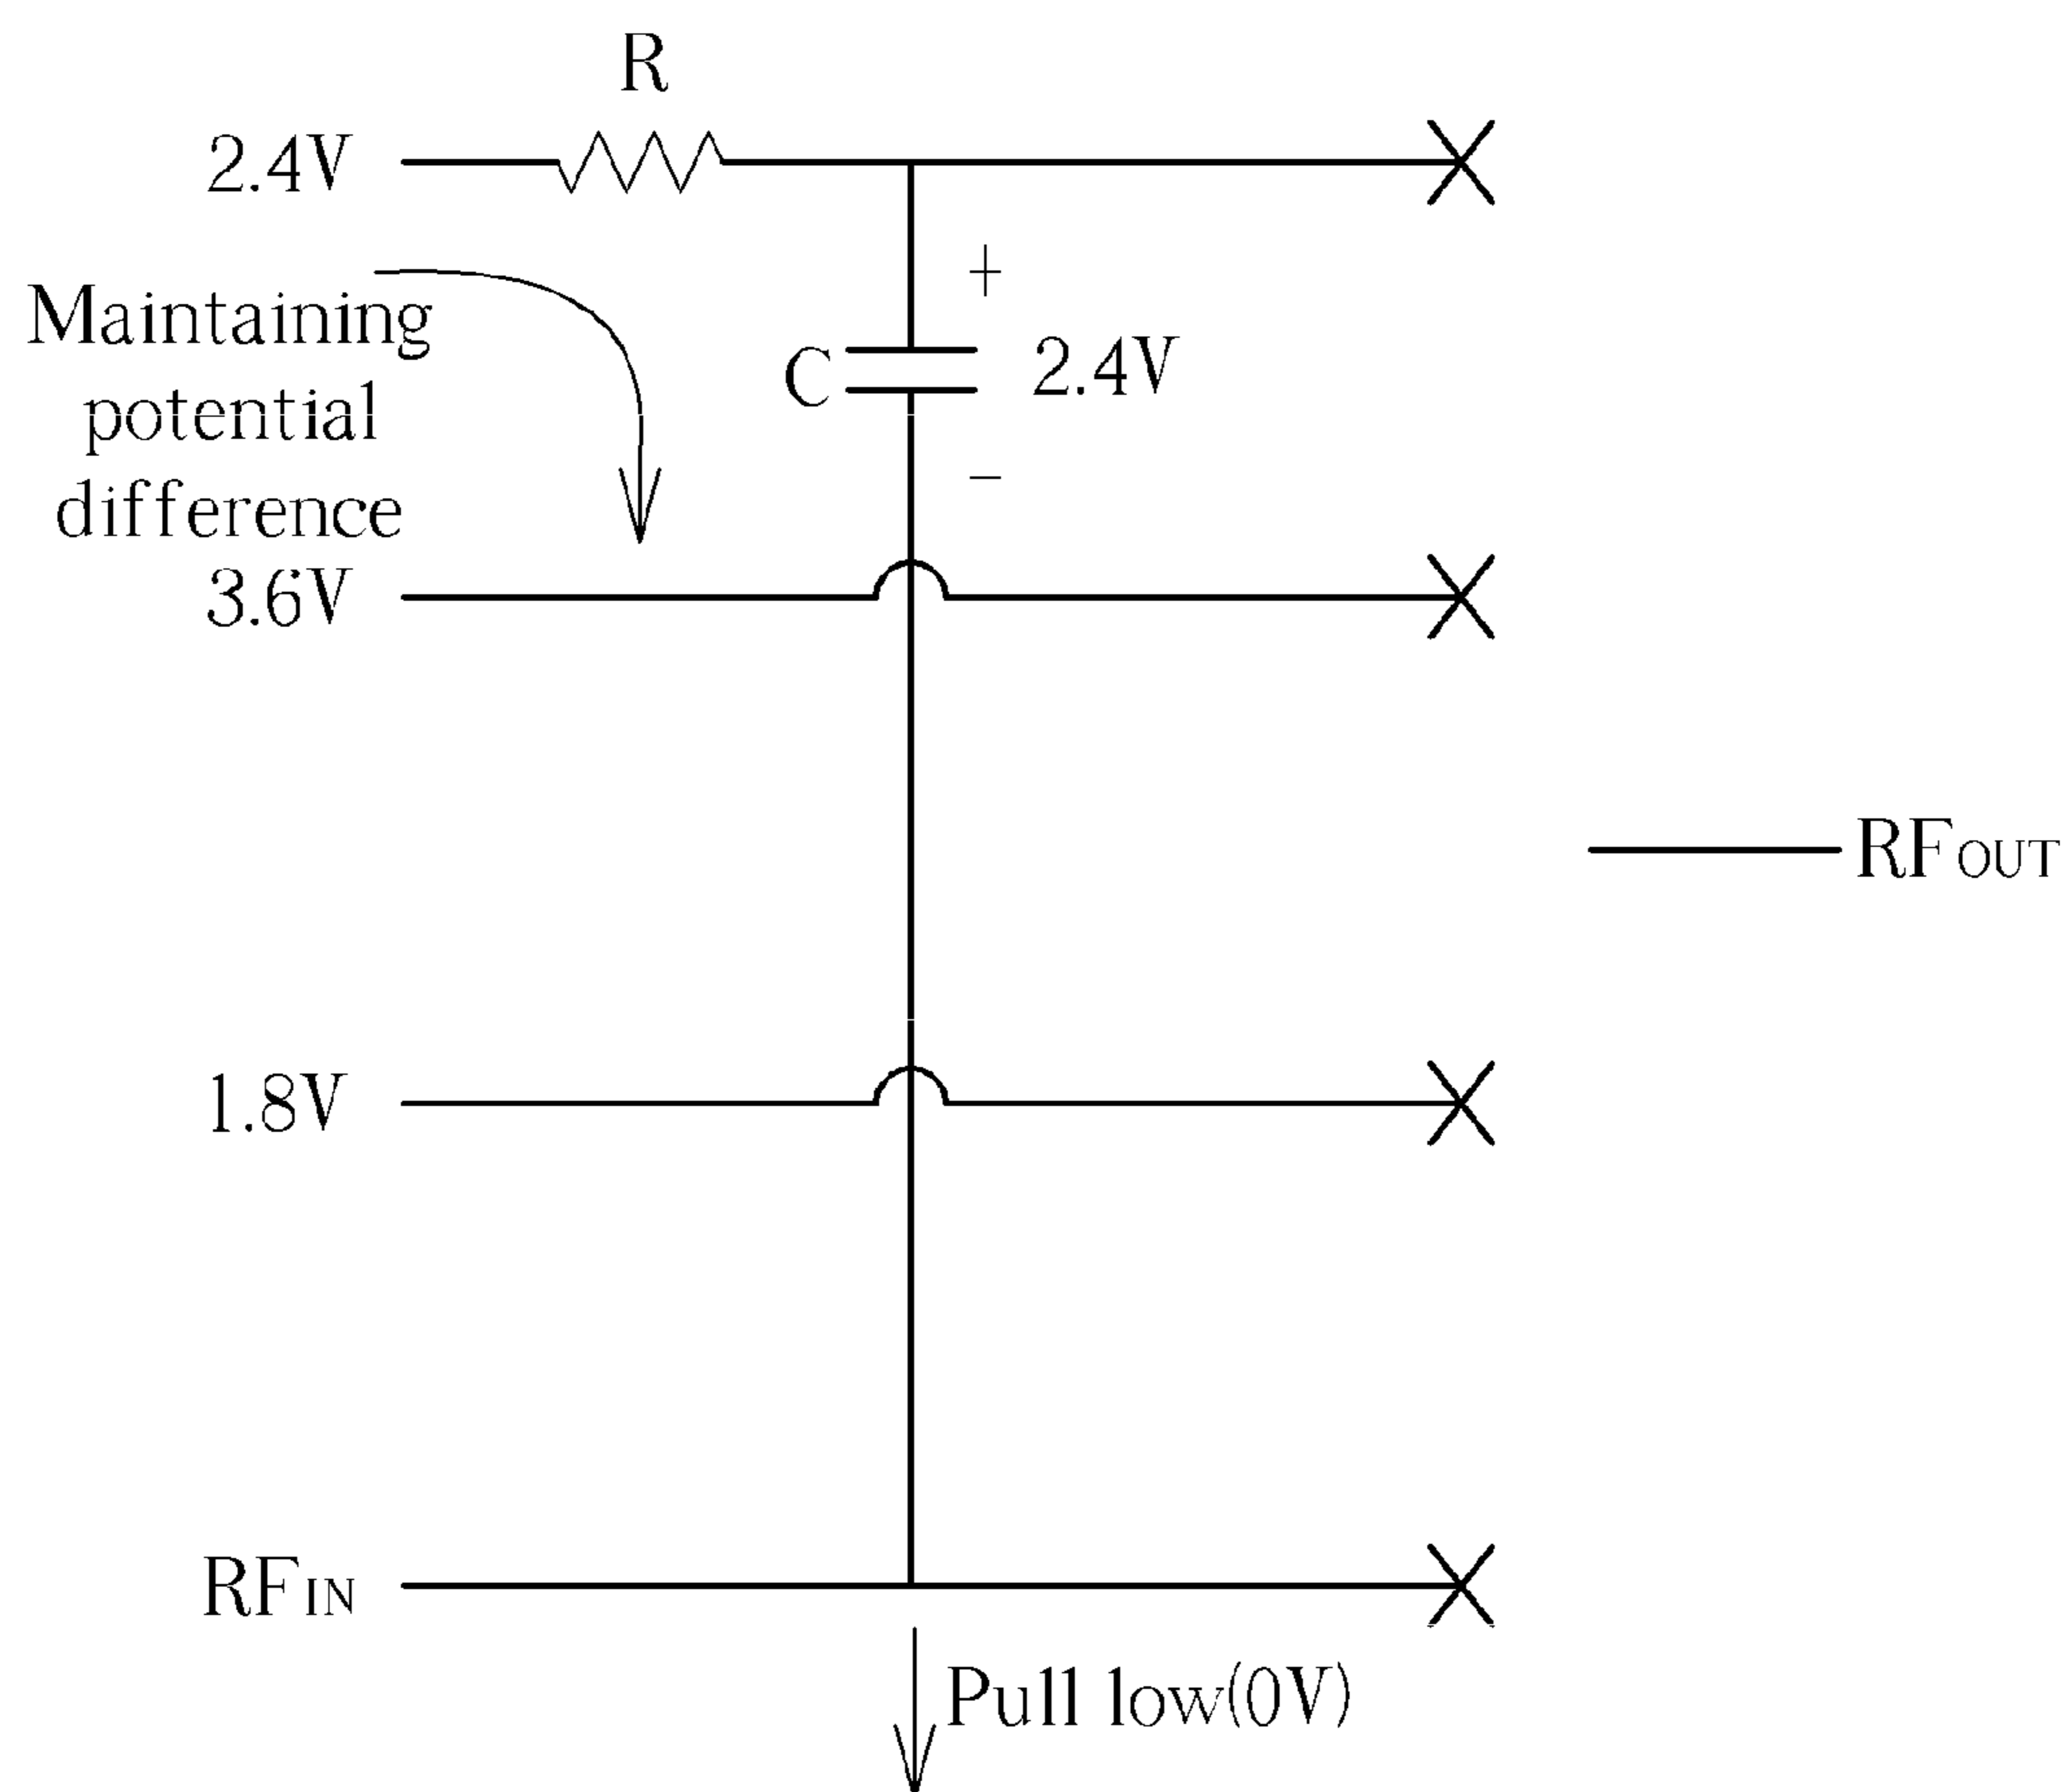 R
2.4V
Maintaining
potential
difference
+
C
2.4V
−
3.6V
RFOUT
1.8V
RFIN
Pull low(0V)